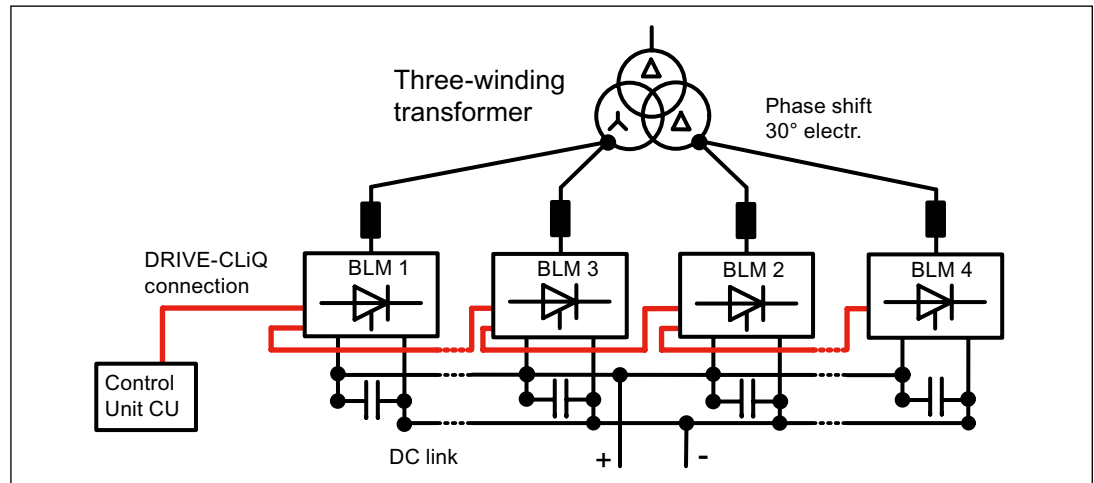 Three-winding
transformer
Phase shift
30° electr.
DRIVE-CLiQ
connection
BLM 1
BLM 3
BLM 2
BLM 4
Control
Unit CU
DC link
+
-